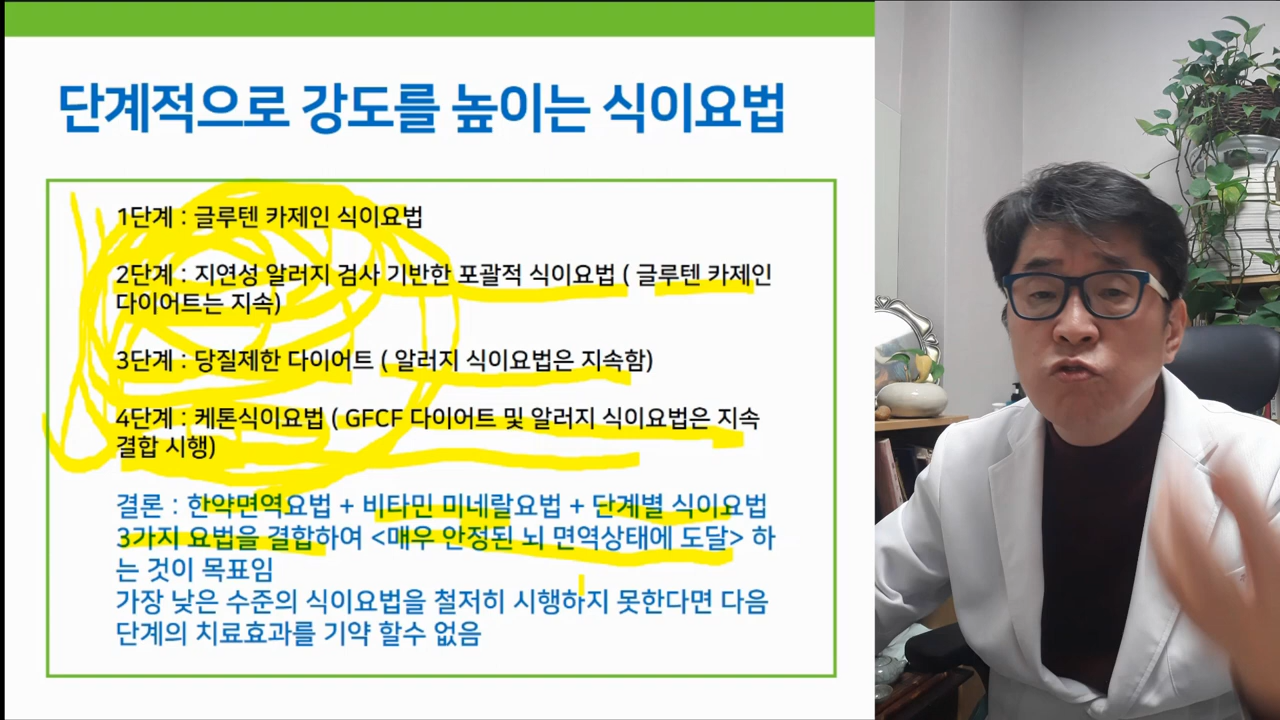 단계적으로 강도를 높이는 식이요법
1단계 : 글루텐 카제인 식이요법
2단계 : 지연성 알러지 검사 기반한 포괄적 식이요법 ( 글루텐 카제인
다이어트는 지속)
3단계 : 당질제한 다이어트 ( 알러지 식이요법은 지속함)
4단계 : 케톤식이요법 ( GFCF 다이어트 및 알러지 식이요법은 지속
결합 시행)
결론 : 한약면역요법 + 비타민 미네랄요법 + 단계별 식이요법
3가지 요법을 결합하여 <매우 안정된 뇌 면역상태에 도달> 하
는 것이 목표임
가장 낮은 수준의 식이요법을 철저히 시행하지 못한다면 다음
단계의 치료효과를 기약 할수 없음